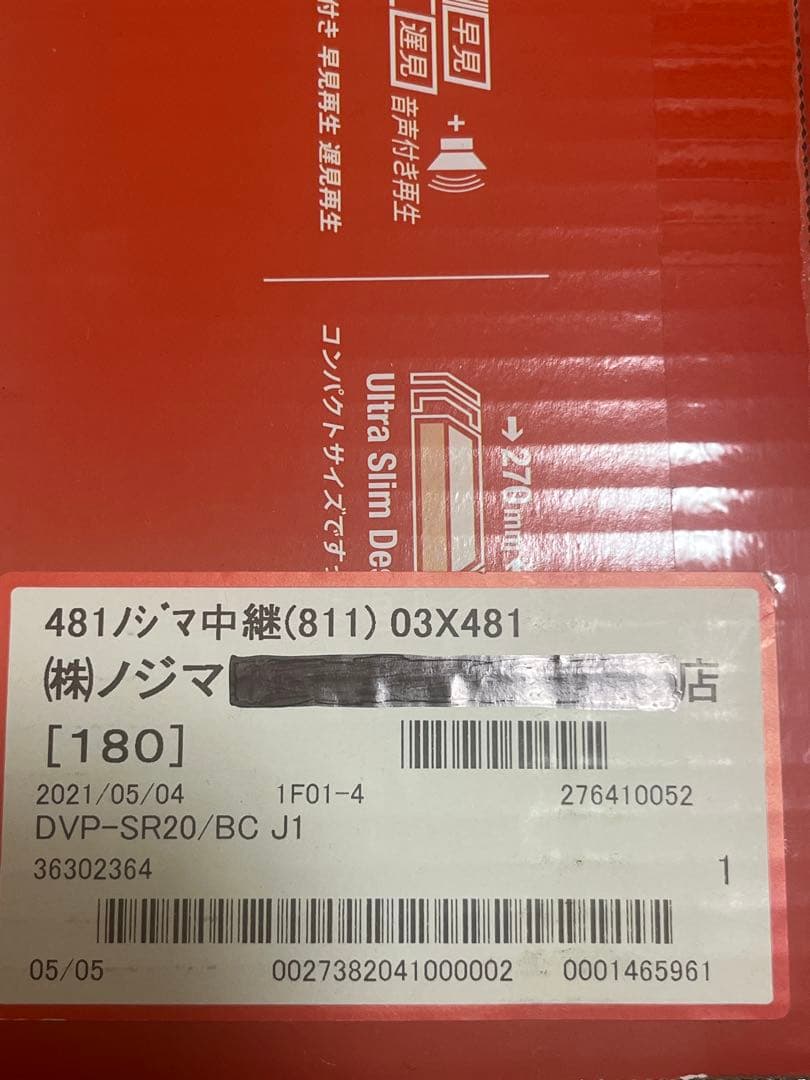 早見
遅見
+
音声付き再生
付き 早見再生 遅見再生
270mm
Ultra Slim Des
コンパクトサイズです
481ﾉｼﾞﾏ中継(811) 03X481
㈱ノジマ 店
[180]
2021/05/04 1F01-4 276410052
DVP-SR20/BC J1
36302364 1
05/05 0027382041000002 0001465961